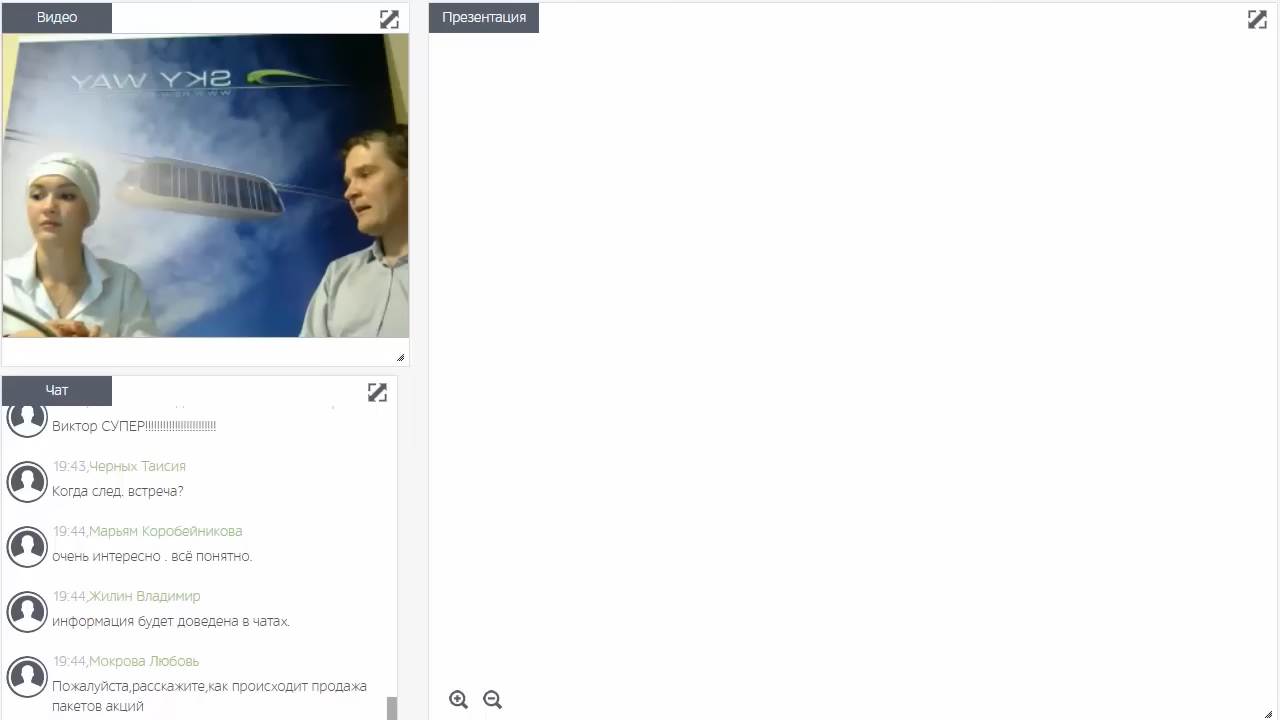 Видео
Презентация
SKY WAY
Чат
Виктор СУПЕР!!!!!!!!!!!!!!!!!!!!!!!!
19:43,Черных Таисия
Когда след. встреча?
19:44,Марьям Коробейникова
очень интересно . всё понятно.
19:44,Жилин Владимир
информация будет доведена в чатах.
19:44,Мокрова Любовь
Пожалуйста,расскажите,как происходит продажа
пакетов акций